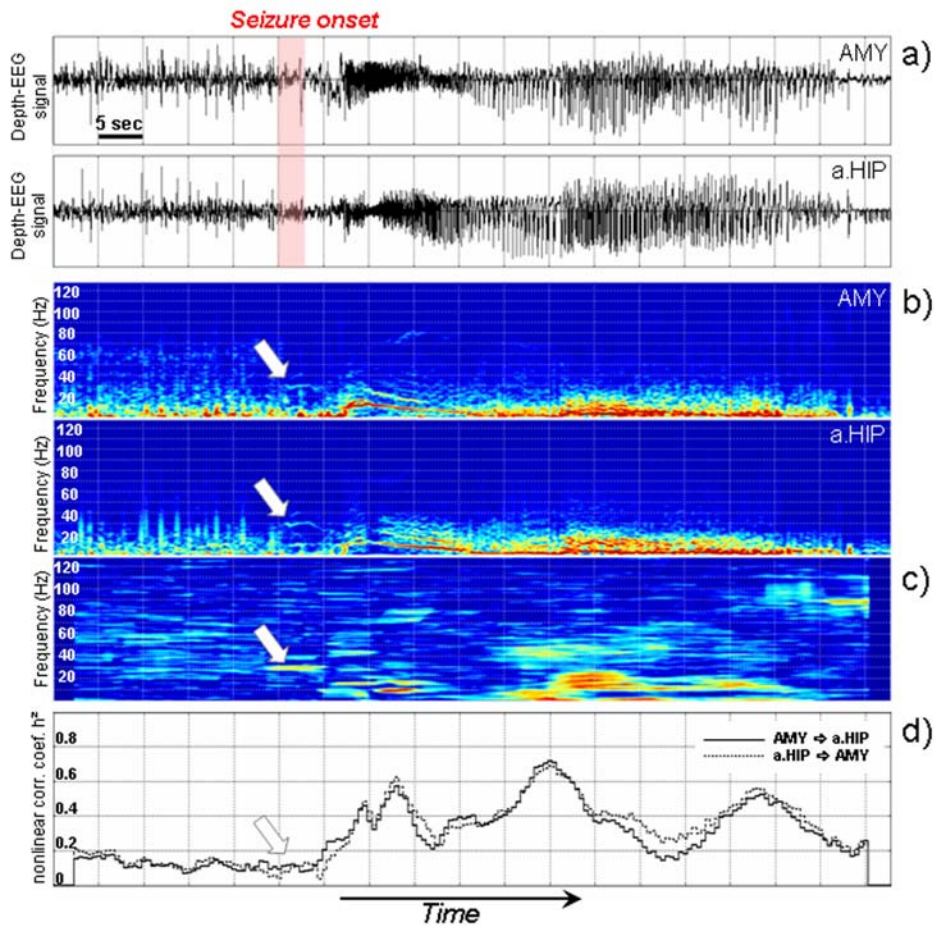 Seizure onset
AMY
a)
Depth-EEG
signal
5 sec
a.HIP
Depth-EEG
signal
b)
AMY
Frequency (Hz)
120
100
80
60
40
20
a.HIP
Frequency (Hz)
120
100
80
60
40
20
c)
Frequency (Hz)
120
100
80
60
40
20
d)
nonlinear corr. coef. h²
0.8
0.6
0.4
0.2
0
AMY ⇨ a.HIP
a.HIP ⇨ AMY
Time